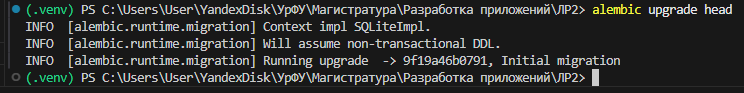 (.venv) PS C:\Users\User\YandexDisk\УрФУ\Магистратура\Разработка приложений\ЛР2> alembic upgrade head
INFO  [alembic.runtime.migration] Context impl SQLiteImpl.
INFO  [alembic.runtime.migration] Will assume non-transactional DDL.
INFO  [alembic.runtime.migration] Running upgrade  -> 9f19a46b0791, Initial migration
(.venv) PS C:\Users\User\YandexDisk\УрФУ\Магистратура\Разработка приложений\ЛР2>